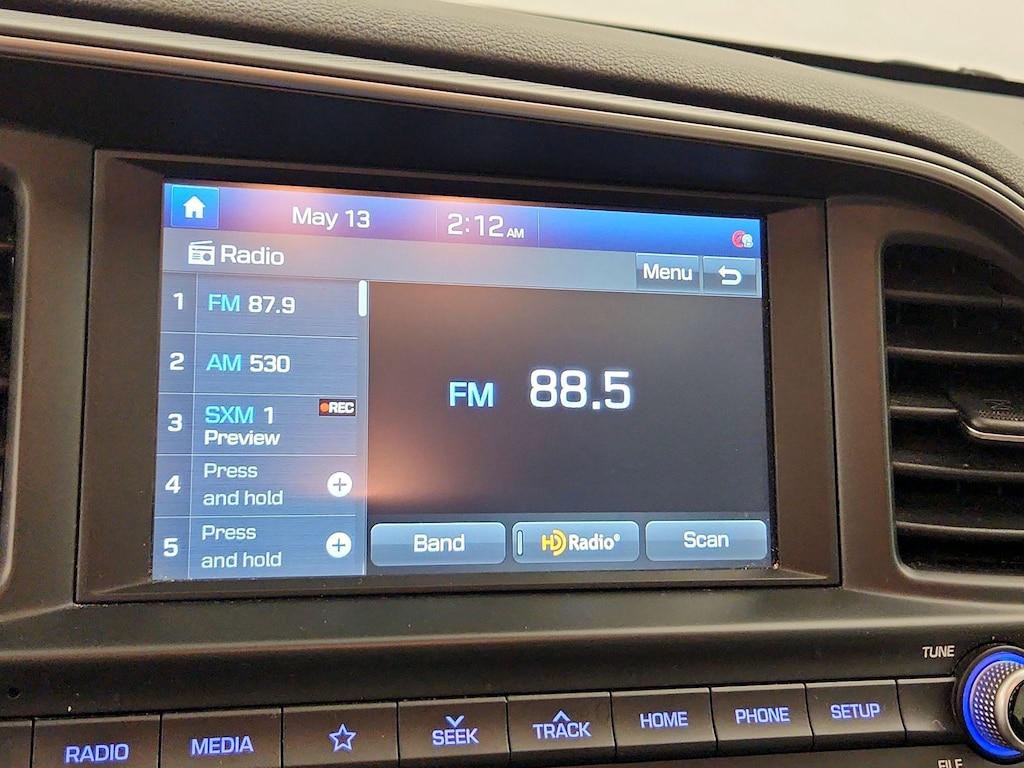 May 13
2:12 AM
Radio
Menu
1 FM 87.9
2 AM 530
3 SXM 1
REC
Preview
4 Press
and hold
5 Press
and hold
FM 88.5
Band
HD Radio®
Scan
TUNE
RADIO
MEDIA
SEEK
TRACK
HOME
PHONE
SETUP
FILE